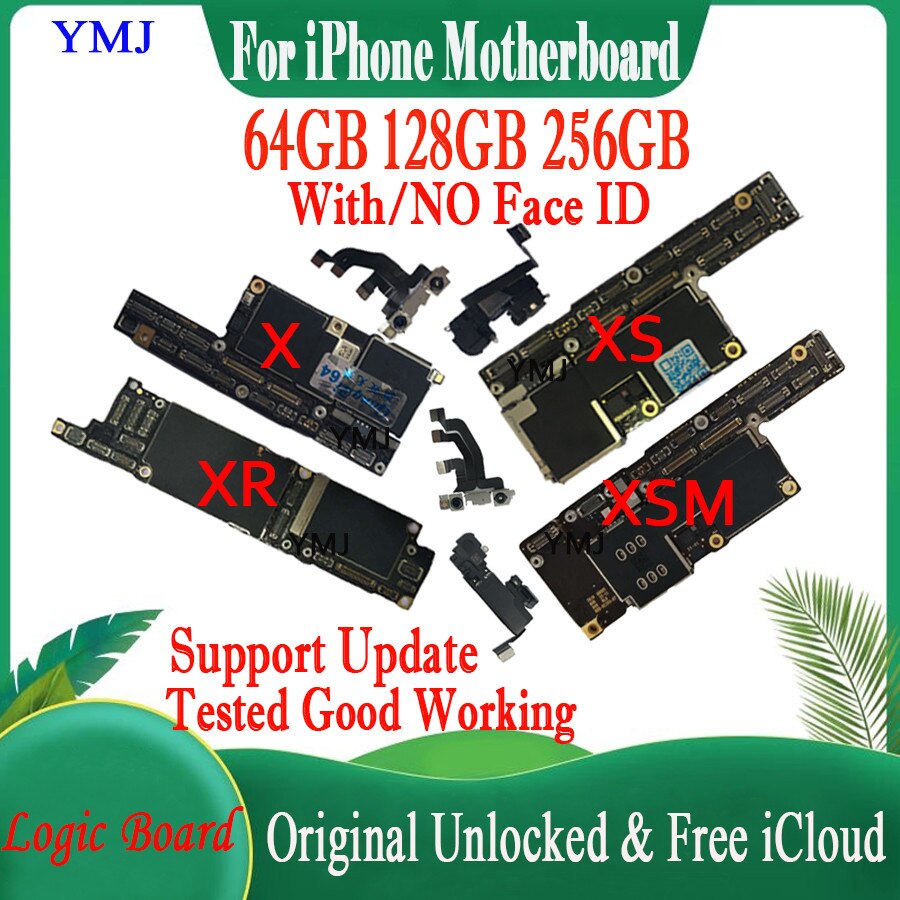 YMJ
For iPhone Motherboard
64GB 128GB 256GB
With/NO Face ID
X
XS
YMJ
YMJ
XR
XSM
YMJ
YMJ
Support Update
Tested Good Working
Logic Board
Original Unlocked & Free iCloud